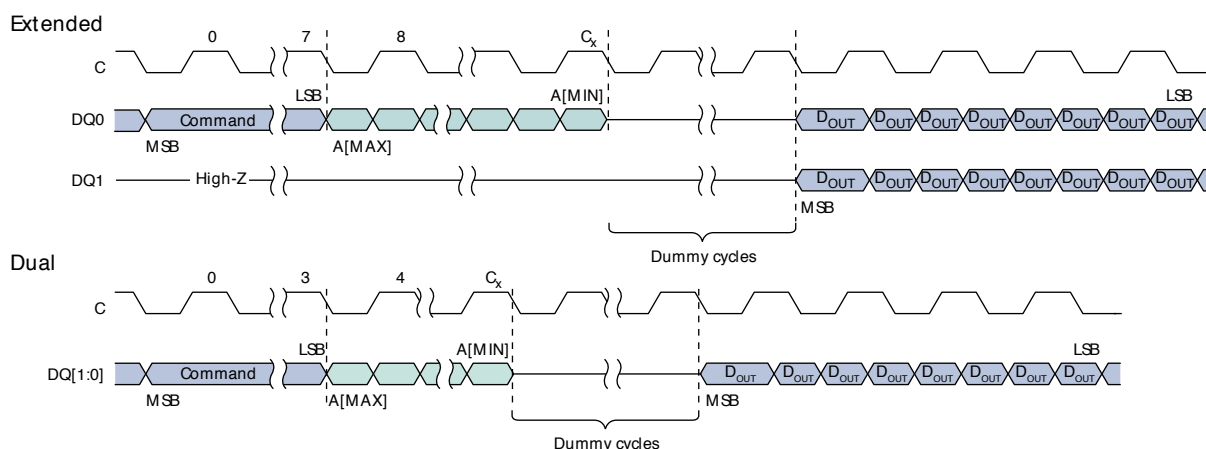 Extended
0 7 8 Cx
C
LSB A[MIN] LSB
DQ0 Command DOUT DOUT DOUT DOUT DOUT DOUT DOUT DOUT
MSB A[MAX]
DQ1 High-Z DOUT DOUT DOUT DOUT DOUT DOUT DOUT DOUT
MSB
Dummy cycles
Dual
0 3 4 Cx
C
LSB A[MIN] LSB
DQ[1:0] Command DOUT DOUT DOUT DOUT DOUT DOUT DOUT DOUT
MSB A[MAX] MSB
Dummy cycles